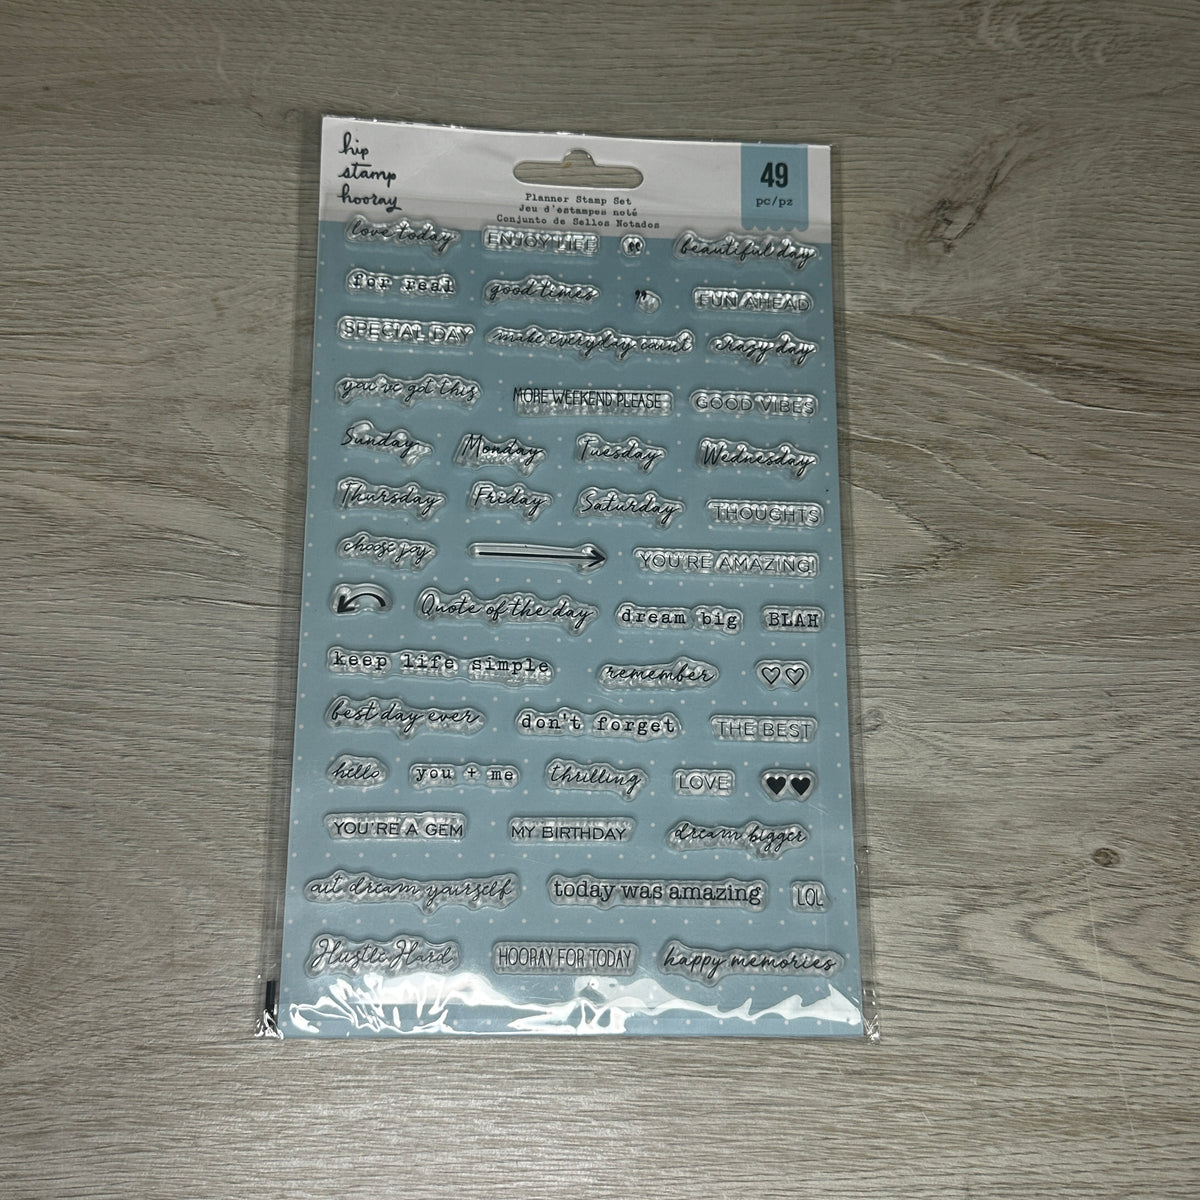 hip
stamp
hooray
49
pc/pz
Planner Stamp Set
Jeu d'estampes noté
Conjunto de Sellos Notados
love today ENJOY LIFE “ beautiful day
for real good times ” FUN AHEAD
SPECIAL DAY make everyday count crazy day
you've got this MORE WEEKEND PLEASE GOOD VIBES
Sunday Monday Tuesday Wednesday
Thursday Friday Saturday THOUGHTS
choose joy YOU'RE AMAZING!
Quote of the day dream big BLAH
keep life simple remember
best day ever don't forget THE BEST
hello you + me thrilling LOVE
YOU'RE A GEM MY BIRTHDAY dream bigger
out dream yourself today was amazing LOL
Hustle Hard HOORAY FOR TODAY happy memories